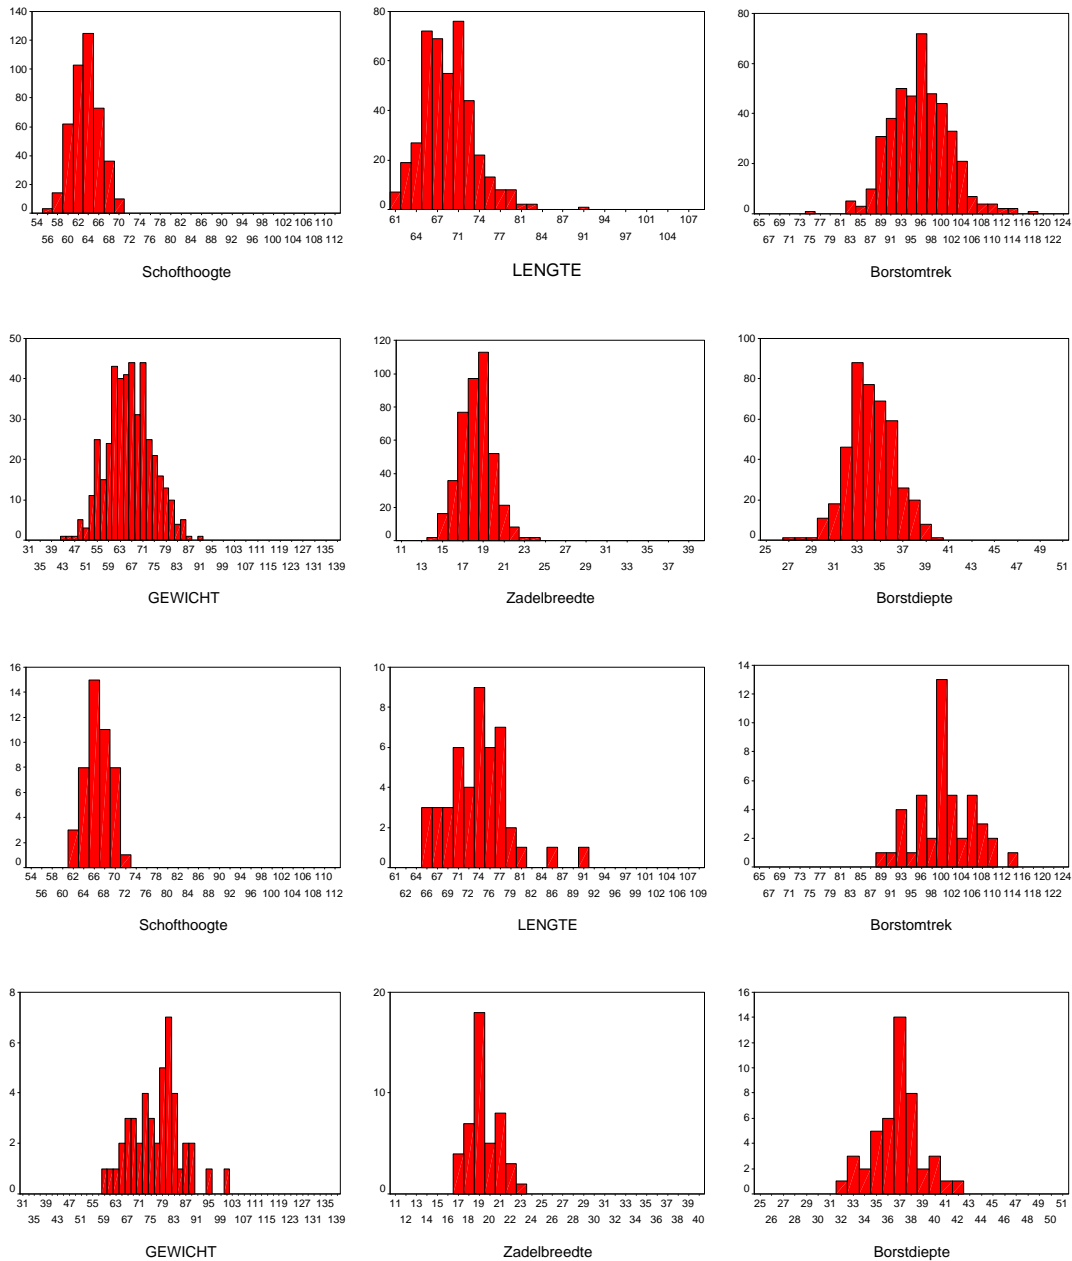 140
120
100
80
60
40
20
0
54 58 62 66 70 74 78 82 86 90 94 98 102 106 110
56 60 64 68 72 76 80 84 88 92 96 100 104 108 112
Schofthoogte
80
60
40
20
0
61 67 74 81 87 94 101 107
64 71 77 84 91 97 104
LENGTE
80
60
40
20
65 69 73 77 81 85 89 93 96 100 104 108 112 116 120 124
67 71 75 79 83 87 91 95 98 102 106 110 114 118 122
Borstomtrek
50
40
30
20
10
0
31 39 47 55 63 71 79 87 95 103 111 119 127 135
35 43 51 59 67 75 83 91 99 107 115 123 131 139
GEWICHT
120
100
80
60
40
20
0
11 15 19 23 27 31 35 39
13 17 21 25 29 33 37
Zadelbreedte
100
80
60
40
20
0
25 29 33 37 41 45 49
27 31 35 39 43 47 51
Borstdiepte
16
14
12
10
8
6
4
2
0
54 58 62 66 70 74 78 82 86 90 94 98 102 106 110
56 60 64 68 72 76 80 84 88 92 96 100 104 108 112
Schofthoogte
10
8
6
4
2
0
61 64 67 71 74 77 81 84 87 91 94 97 101 104 107
62 66 69 72 76 79 82 86 89 92 96 99 102 106 109
LENGTE
14
12
10
8
6
4
2
0
65 69 73 77 81 85 89 93 96 100 104 108 112 116 120 124
67 71 75 79 83 87 91 95 98 102 106 110 114 118 122
Borstomtrek
8
6
4
2
0
31 39 47 55 63 71 79 87 95 103 111 119 127 135
35 43 51 59 67 75 83 91 99 107 115 123 131 139
GEWICHT
20
10
0
11 13 15 17 19 21 23 25 27 29 31 33 35 37 39
12 14 16 18 20 22 24 26 28 30 32 34 36 38 40
Zadelbreedte
16
14
12
10
8
6
4
2
0
25 27 29 31 33 35 37 39 41 43 45 47 49 51
26 28 30 32 34 36 38 40 42 44 46 48 50
Borstdiepte